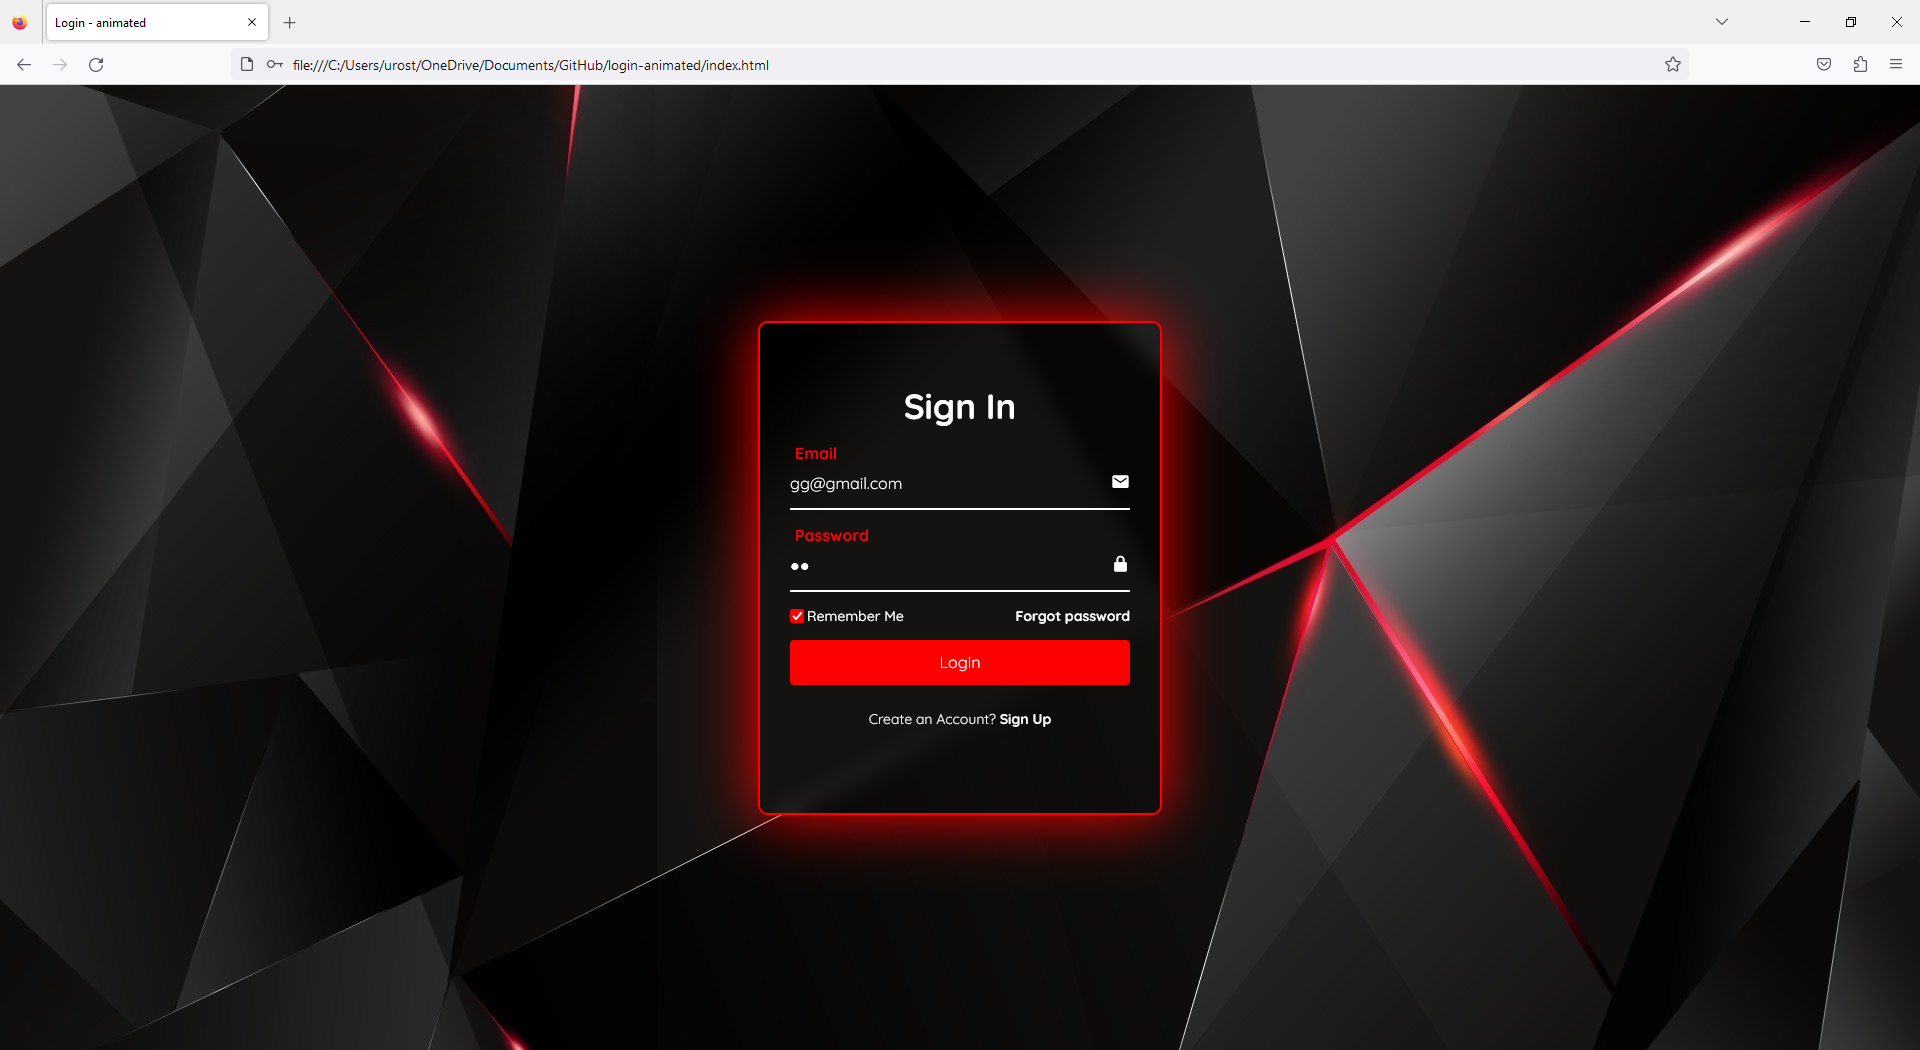 Login - animated
file:///C:/Users/urost/OneDrive/Documents/GitHub/login-animated/index.html
Sign In
Email
gg@gmail.com
Password
Remember Me Forgot password
Login
Create an Account? Sign Up